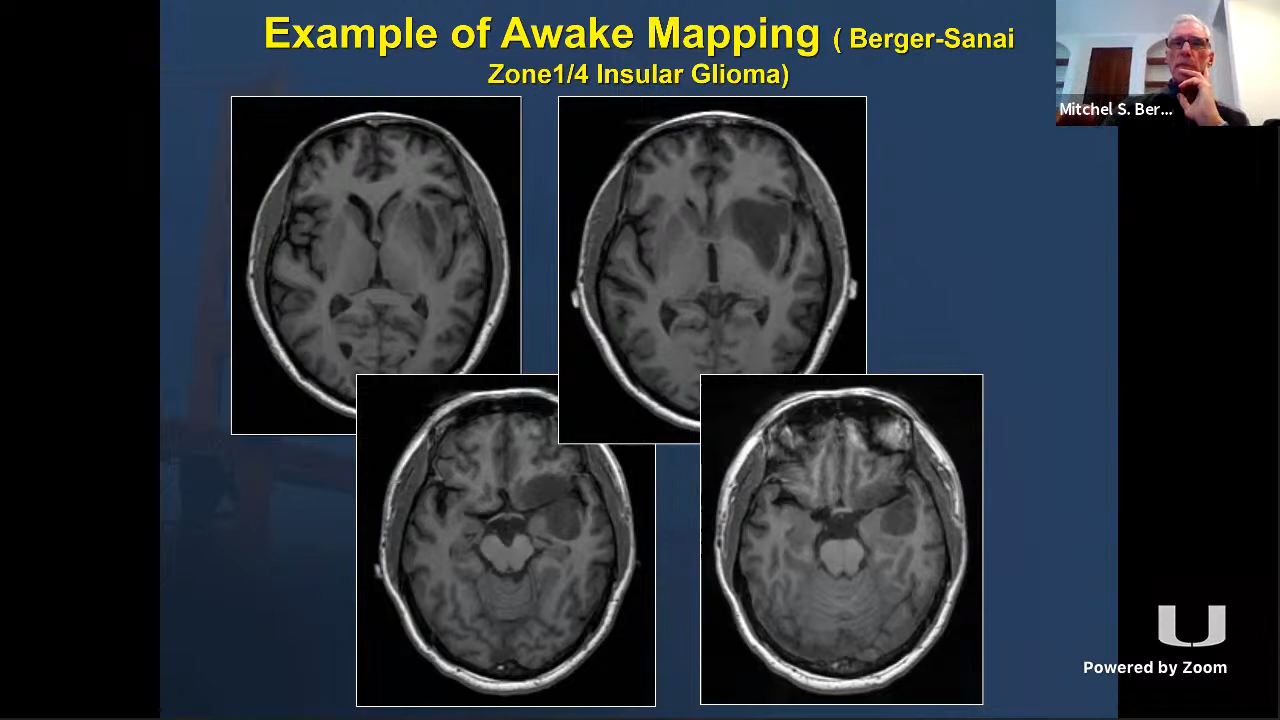 Example of Awake Mapping ( Berger-Sanai
Zone1/4 Insular Glioma)
Mitchel S. Ber...
U
Powered by Zoom